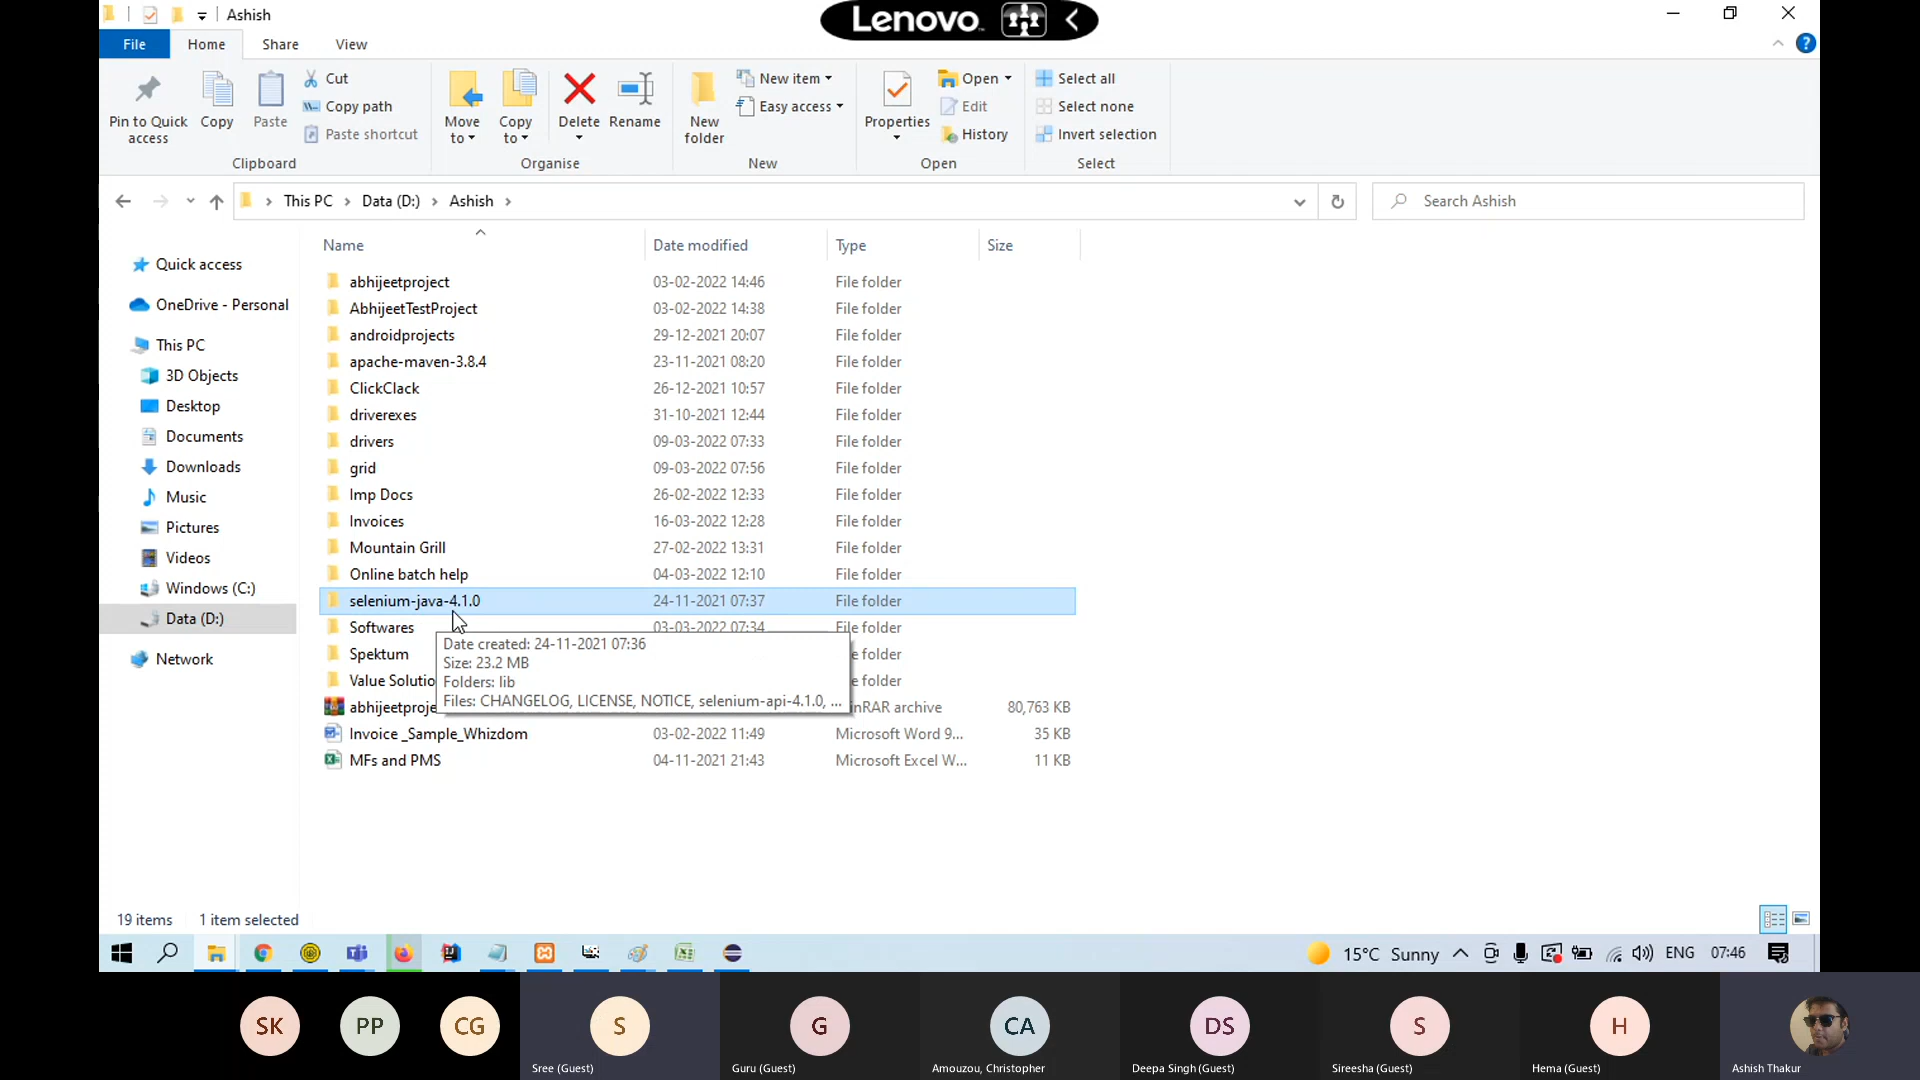 Ashish
Lenovo
File Home Share View
Pin to Quick access
Copy
Paste
Cut
Copy path
Paste shortcut
Clipboard
Move to
Copy to
Delete
Rename
Organise
New folder
New item
Easy access
New
Properties
Open
Edit
History
Open
Select all
Select none
Invert selection
Select
This PC > Data (D:) > Ashish >
Search Ashish
Name Date modified Type Size
Quick access
OneDrive - Personal
This PC
3D Objects
Desktop
Documents
Downloads
Music
Pictures
Videos
Windows (C:)
Data (D:)
Network
abhijeetproject 03-02-2022 14:46 File folder
AbhijeetTestProject 03-02-2022 14:38 File folder
androidprojects 29-12-2021 20:07 File folder
apache-maven-3.8.4 23-11-2021 08:20 File folder
ClickClack 26-12-2021 10:57 File folder
driverexes 31-10-2021 12:44 File folder
drivers 09-03-2022 07:33 File folder
grid 09-03-2022 07:56 File folder
Imp Docs 26-02-2022 12:33 File folder
Invoices 16-03-2022 12:28 File folder
Mountain Grill 27-02-2022 13:31 File folder
Online batch help 04-03-2022 12:10 File folder
selenium-java-4.1.0 24-11-2021 07:37 File folder
Softwares 03-03-2022 07:34 File folder
Spektum e folder
Value Solutio e folder
abhijeetproje inRAR archive 80,763 KB
Invoice _Sample_Whizdom 03-02-2022 11:49 Microsoft Word 9... 35 KB
MFs and PMS 04-11-2021 21:43 Microsoft Excel W... 11 KB
Date created: 24-11-2021 07:36
Size: 23.2 MB
Folders: lib
Files: CHANGELOG, LICENSE, NOTICE, selenium-api-4.1.0, ...
19 items 1 item selected
15°C Sunny ENG 07:46
SK PP CG S G CA DS S H
Sree (Guest) Guru (Guest) Amouzou, Christopher Deepa Singh (Guest) Sireesha (Guest) Hema (Guest) Ashish Thakur